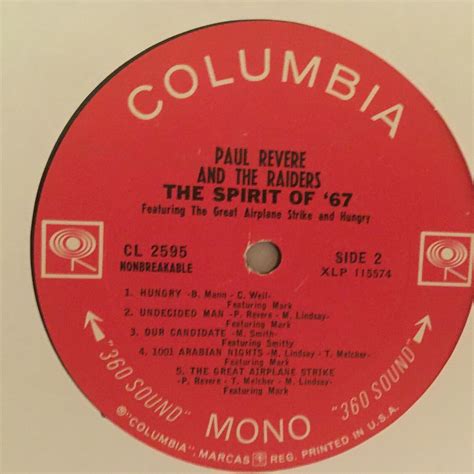 COLUMBIA
PAUL REVERE
AND THE RAIDERS
THE SPIRIT OF '67
Featuring The Great Airplane Strike and Hungry
CL 2595
NONBREAKABLE
SIDE 2
XLP 115574
1. HUNGRY -B. Mann - C. Weil-
Featuring Mark
2. UNDECIDED MAN -P. Revere - M. Lindsay-
Featuring Mark
3. OUR CANDIDATE -M. Smith-
Featuring Smitty
4. 1001 ARABIAN NIGHTS -M. Lindsay - T. Melcher-
Featuring Mark
5. THE GREAT AIRPLANE STRIKE
-P. Revere - T. Melcher - M. Lindsay-
Featuring Mark
"360 SOUND" MONO "360 SOUND"
® "COLUMBIA", MARCAS REG. PRINTED IN U.S.A.